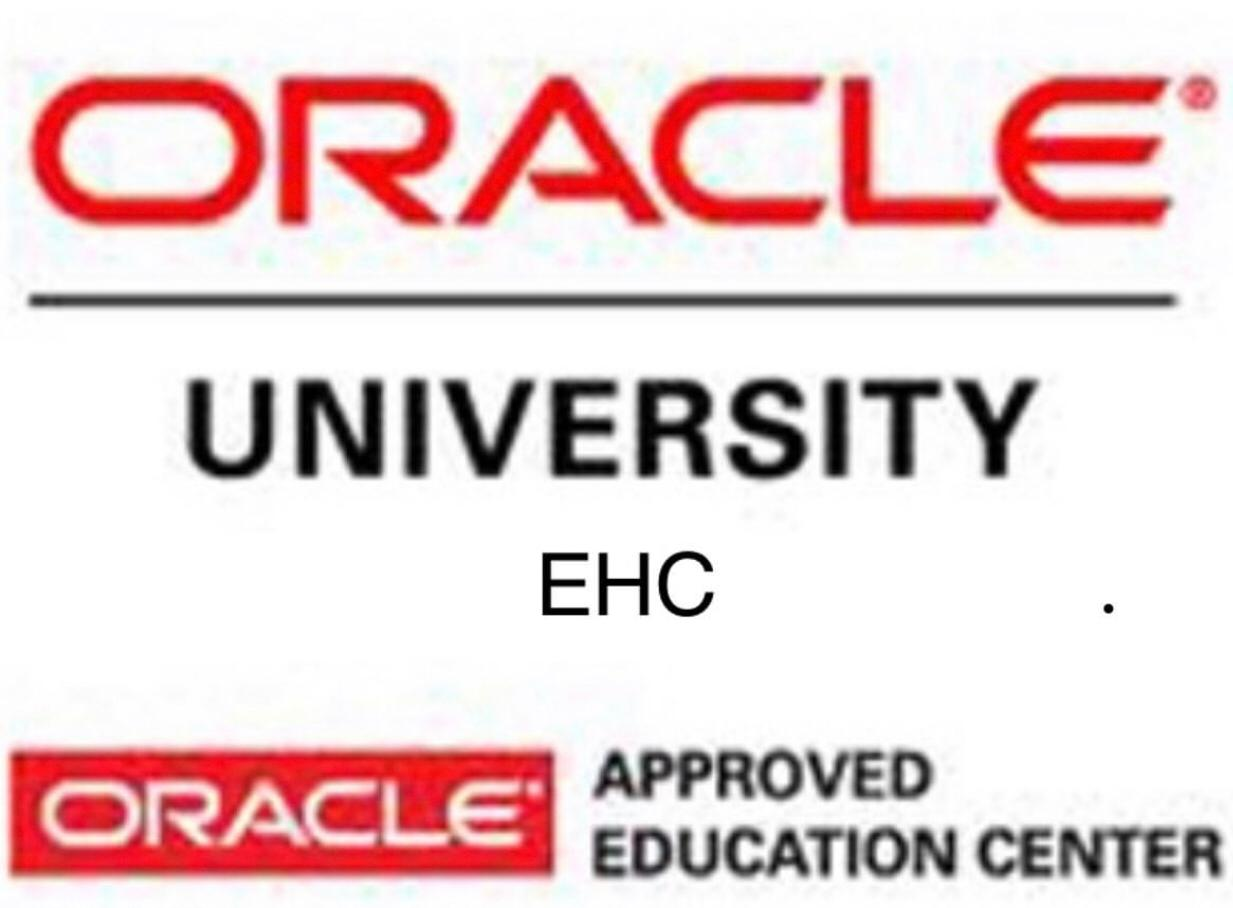 ORACLE®
UNIVERSITY
EHC .
ORACLE
APPROVED
EDUCATION CENTER